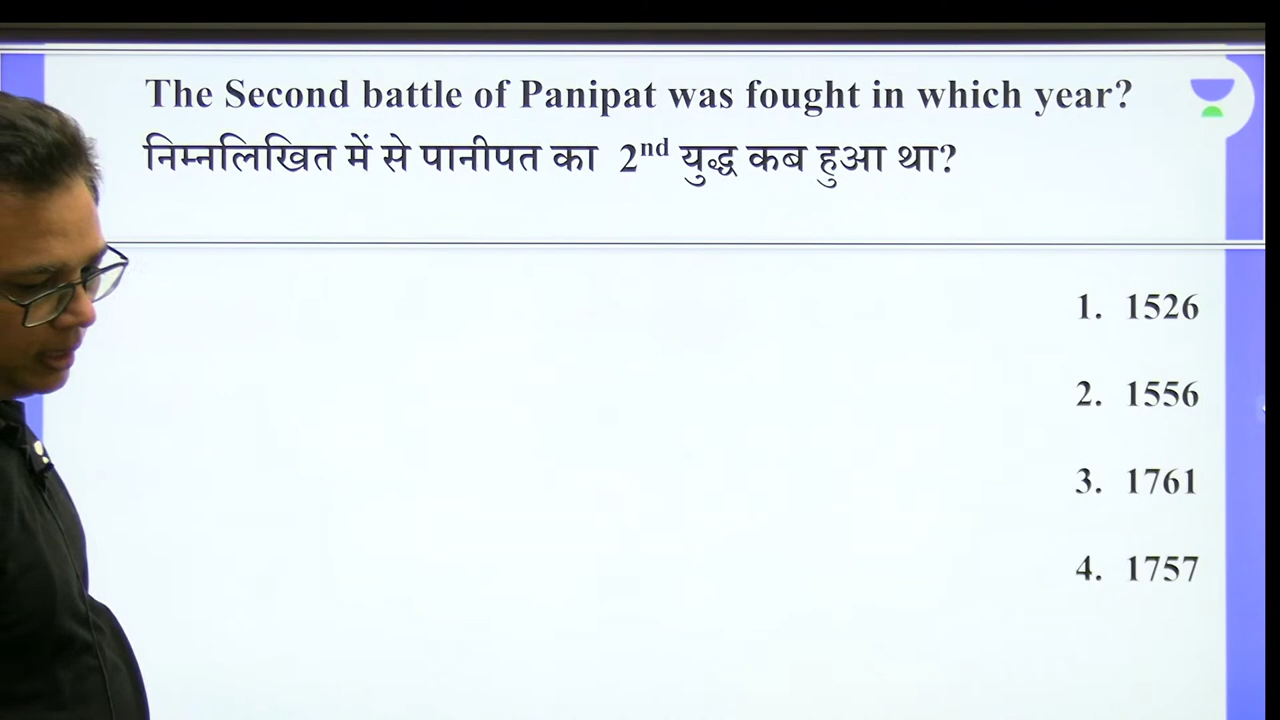 The Second battle of Panipat was fought in which year?
निम्नलिखित में से पानीपत का 2nd युद्ध कब हुआ था?
1. 1526
2. 1556
3. 1761
4. 1757